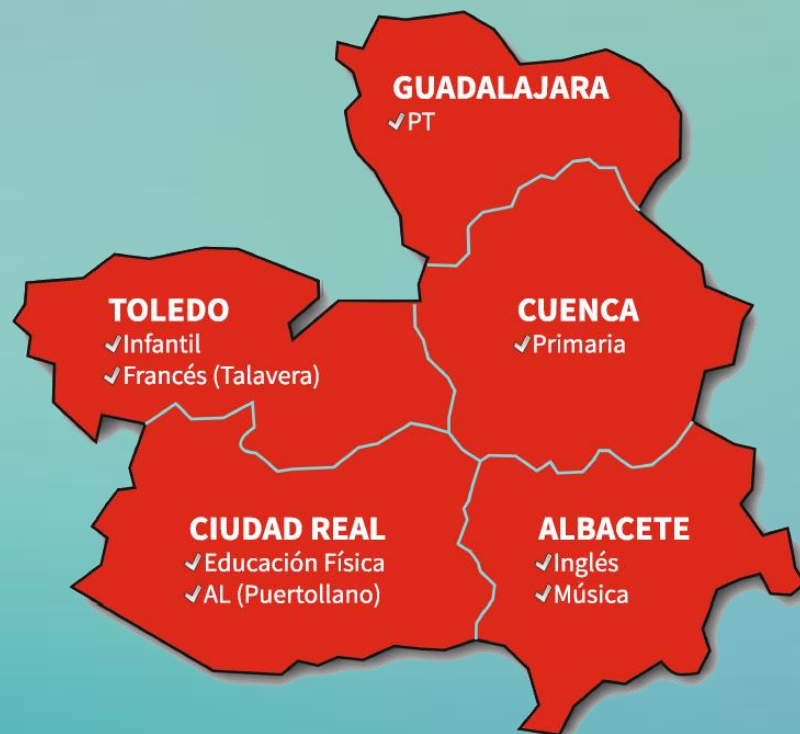 GUADALAJARA
✓PT
TOLEDO
✓Infantil
✓Francés (Talavera)
CUENCA
✓Primaria
CIUDAD REAL
✓Educación Física
✓AL (Puertollano)
ALBACETE
✓Inglés
✓Música